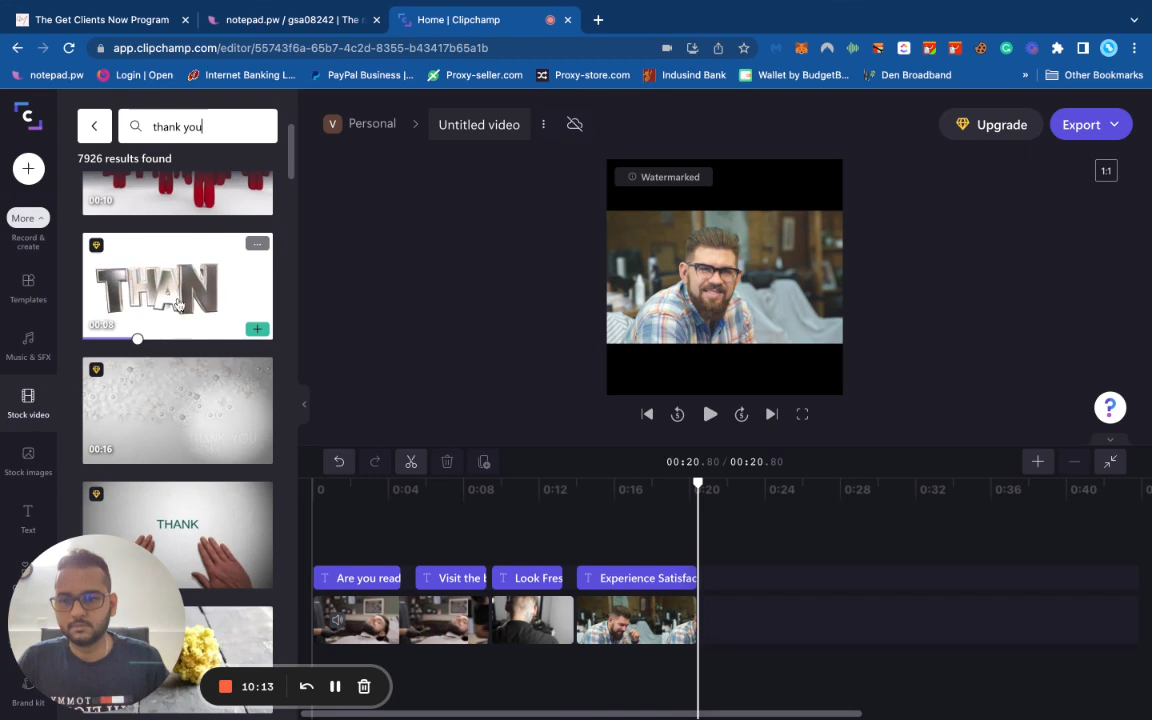 The Get Clients Now Program
notepad.pw / gsa08242 | The n
Home | Clipchamp
app.clipchamp.com/editor/55743f6a-65b7-4c2d-8355-b43417b65a1b
notepad.pw
Login | Open
Internet Banking L...
PayPal Business |...
Proxy-seller.com
Proxy-store.com
Indusind Bank
Wallet by BudgetB...
Den Broadband
»
Other Bookmarks
thank you
7926 results found
V Personal
Untitled video
Upgrade
Export
1:1
Watermarked
More
Record & create
Templates
Music & SFX
Stock video
Stock images
Text
Brand kit
00:10
THAN
00:08
THANK YOU
00:16
THANK
5
5
?
00:20.80 / 00:20.80
0
0:04
0:08
0:12
0:16
0:20
0:24
0:28
0:32
0:36
0:40
T Are you read
T Visit the b
T Look Fres
T Experience Satisfac
TOMM
10:13